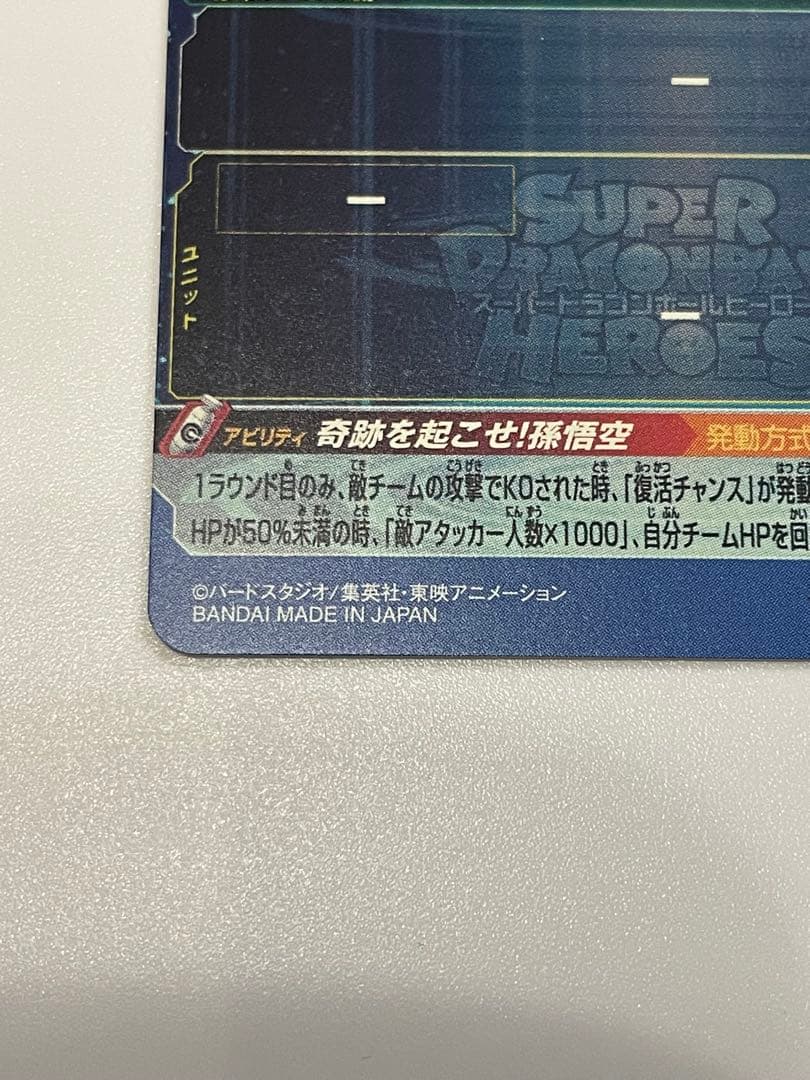 ー
ー
ユニット
SUPER
DRAGON BA
スーパードラゴンボールヒーロー
HEROES
ー
アビリティ 奇跡を起こせ!孫悟空 発動方式
1ラウンド目のみ、敵チームの攻撃でKOされた時、「復活チャンス」が発動
HPが50%未満の時、「敵アタッカー人数×1000」、自分チームHPを回
©バードスタジオ/集英社・東映アニメーション
BANDAI MADE IN JAPAN